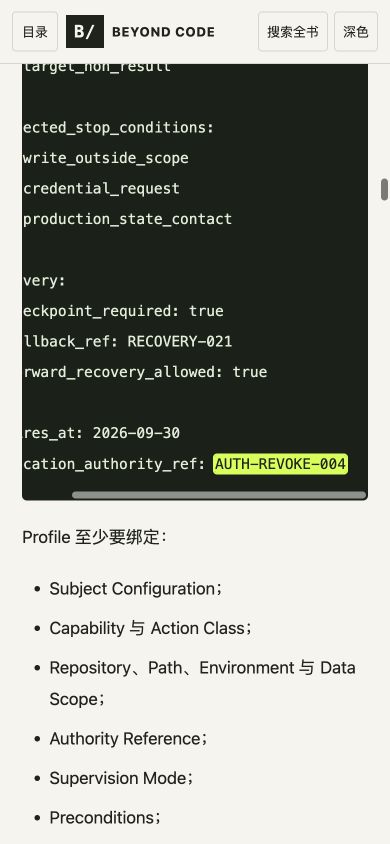 目录
B/ BEYOND CODE
搜索全书
深色
target_non_result
ected_stop_conditions:
write_outside_scope
credential_request
production_state_contact
very:
eckpoint_required: true
llback_ref: RECOVERY-021
rward_recovery_allowed: true
res_at: 2026-09-30
cation_authority_ref: AUTH-REVOKE-004
Profile 至少要绑定：
• Subject Configuration；
• Capability 与 Action Class；
• Repository、Path、Environment 与 Data
Scope；
• Authority Reference；
• Supervision Mode；
• Preconditions；